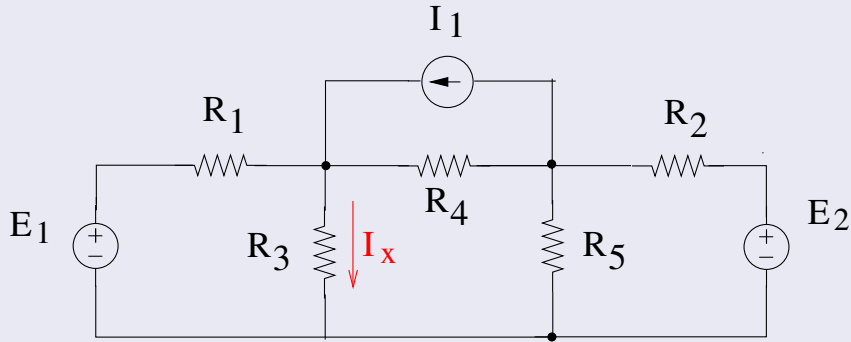 I1
R1
R2
R4
E1
+
−
R3
Ix
R5
+
−
E2